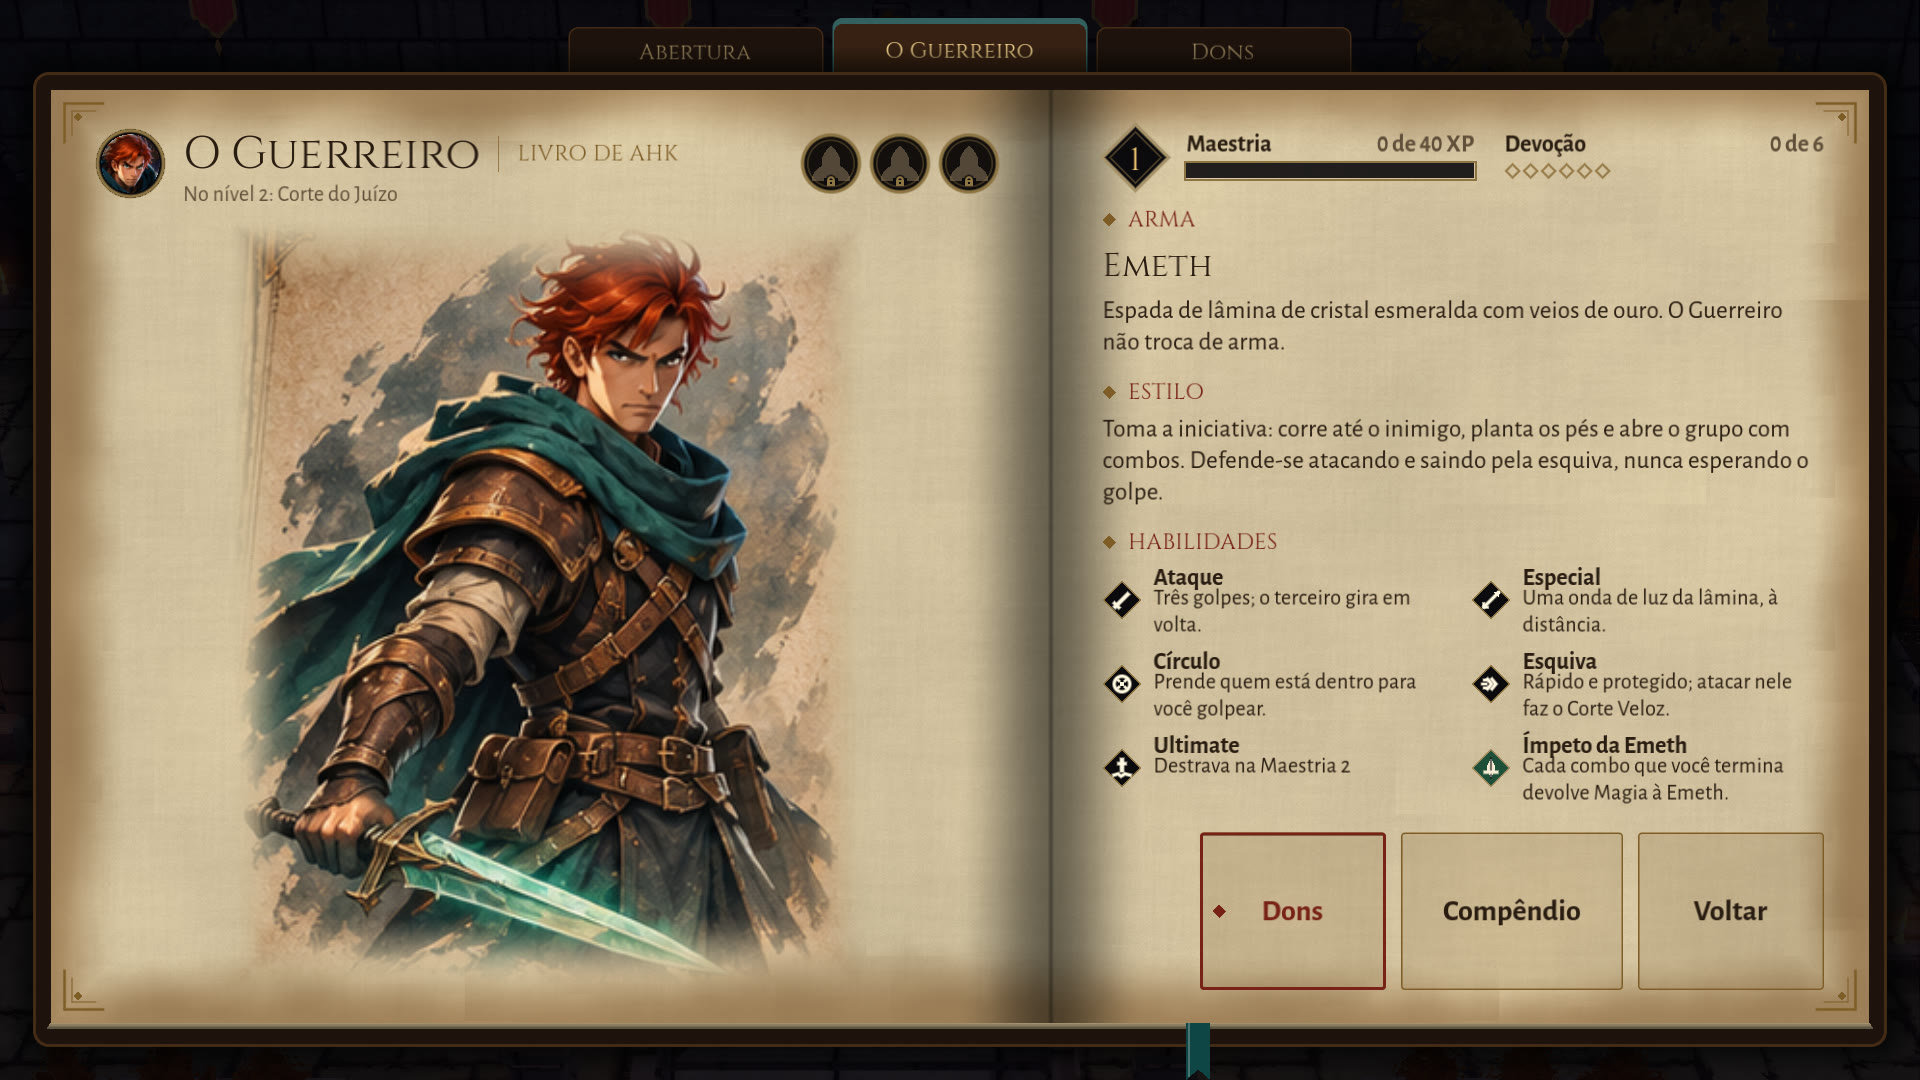 ABERTURA
O GUERREIRO
DONS
O GUERREIRO
LIVRO DE AHK
No nível 2: Corte do Juízo
1
Maestria
0 de 40 XP
Devoção
0 de 6
ARMA
EMETH
Espada de lâmina de cristal esmeralda com veios de ouro. O Guerreiro
não troca de arma.
ESTILO
Toma a iniciativa: corre até o inimigo, planta os pés e abre o grupo com
combos. Defende-se atacando e saindo pela esquiva, nunca esperando o
golpe.
HABILIDADES
Ataque
Três golpes; o terceiro gira em
volta.
Especial
Uma onda de luz da lâmina, à
distância.
Círculo
Prende quem está dentro para
você golpear.
Esquiva
Rápido e protegido; atacar nele
faz o Corte Veloz.
Ultimate
Destrava na Maestria 2
Ímpeto da Emeth
Cada combo que você termina
devolve Magia à Emeth.
Dons
Compêndio
Voltar